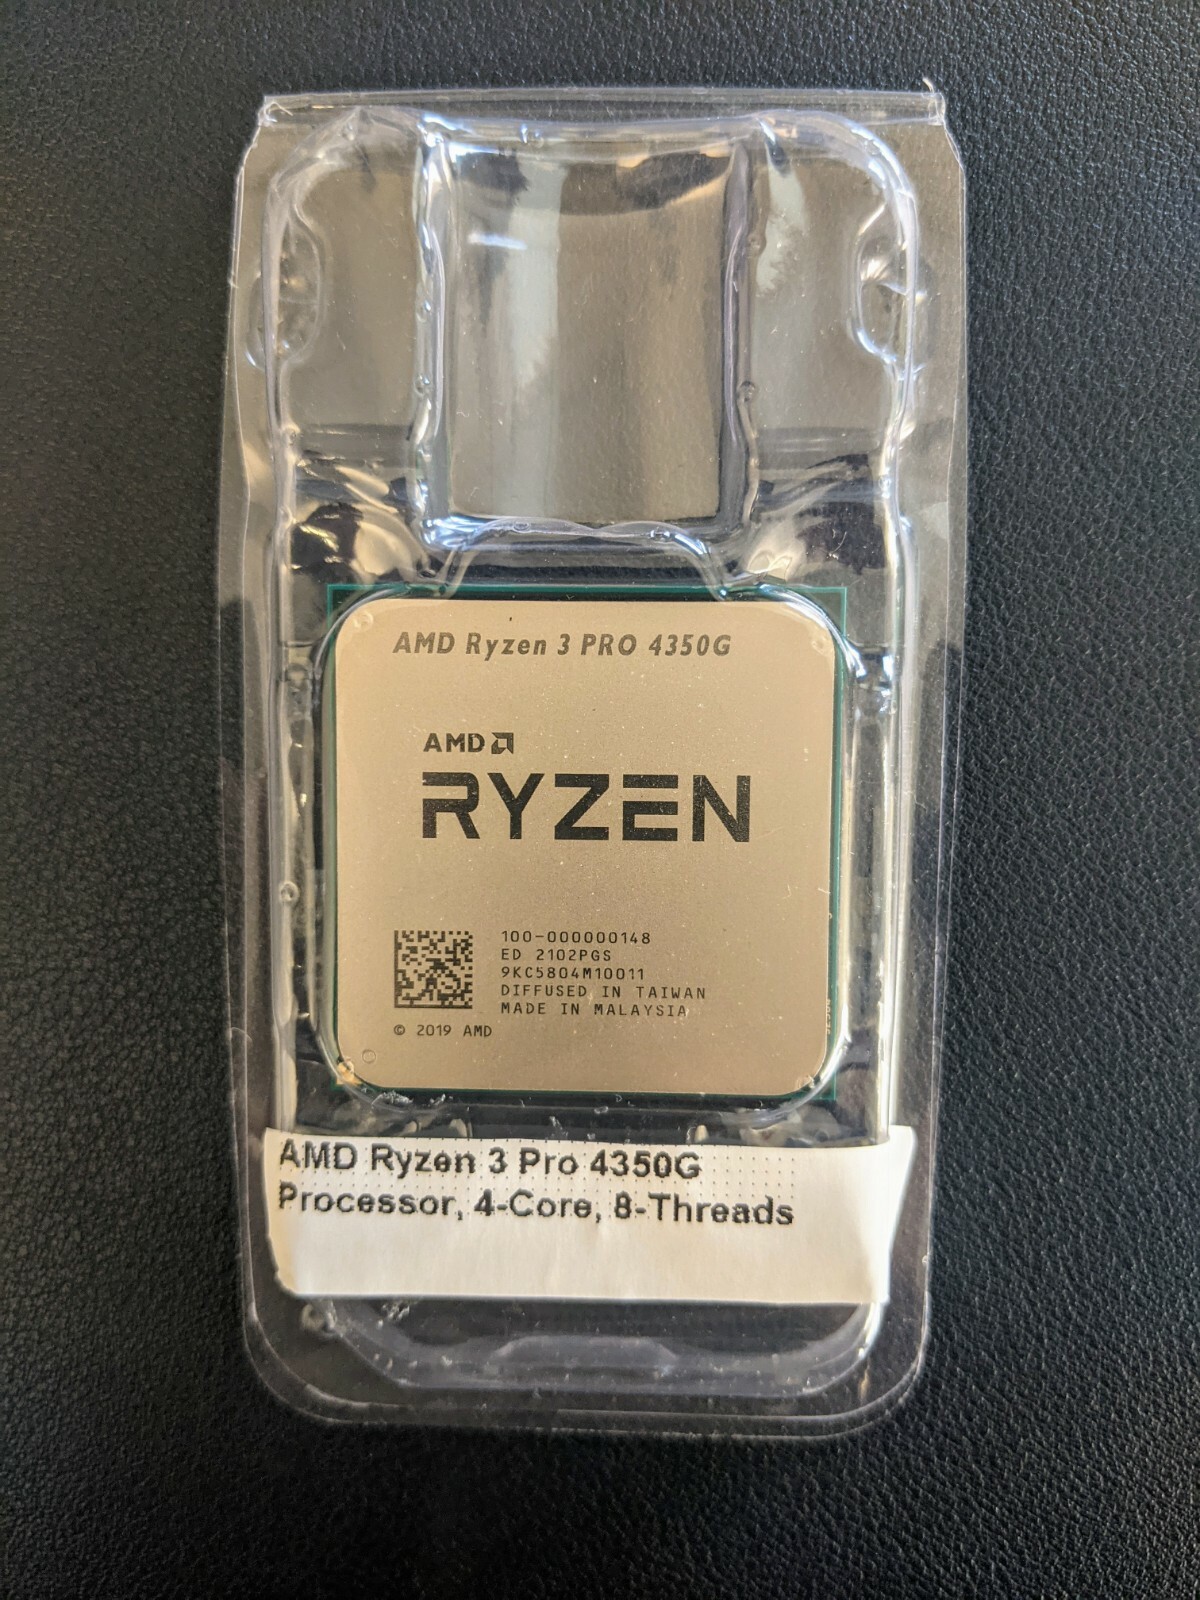 AMD Ryzen 3 PRO 4350G
AMD
RYZEN
100-000000148
ED 2102PGS
9KC5804M10011
DIFFUSED IN TAIWAN
MADE IN MALAYSIA
© 2019 AMD
AMD Ryzen 3 Pro 4350G
Processor, 4-Core, 8-Threads